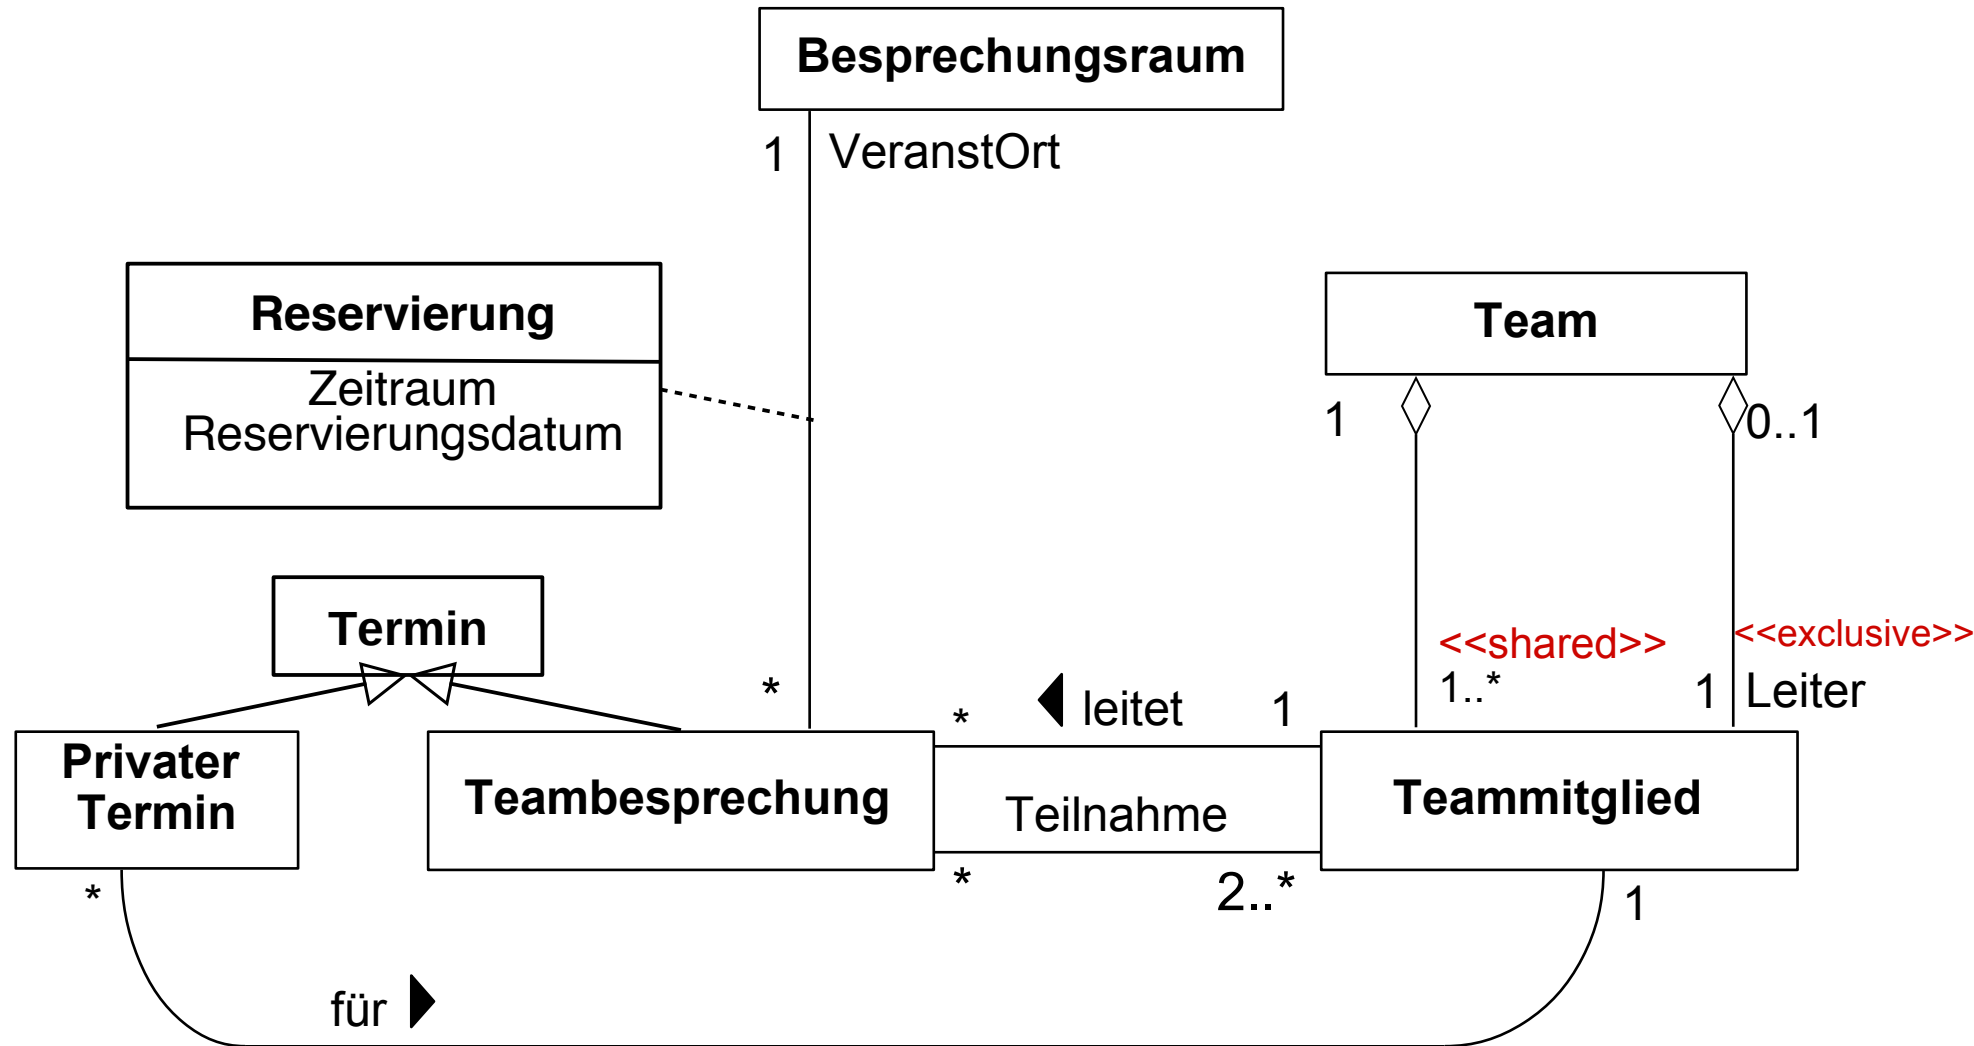 Besprechungsraum
1 VeranstOrt
Reservierung
Zeitraum
Reservierungsdatum
Team
1
0..1
Termin
<<shared>>
<<exclusive>>
1..*
1 Leiter
*
* leitet 1
Privater
Termin
Teambesprechung
Teilnahme
Teammitglied
*
* 2..*
1
für